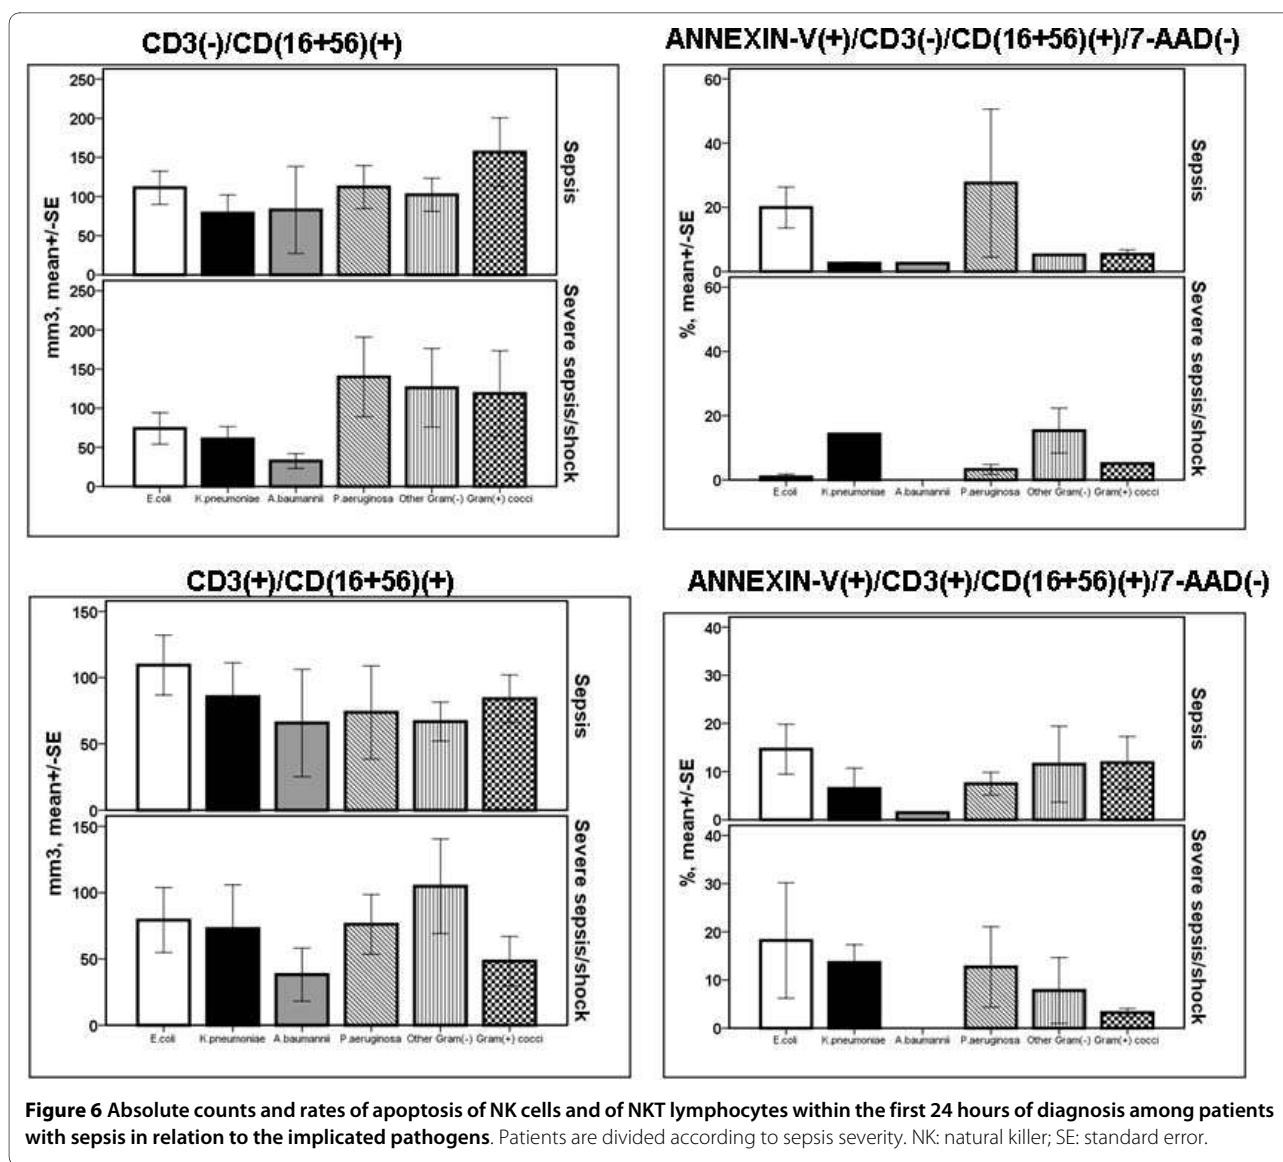 CD3(-)/CD(16+56)(+)
250
200
150
100
50
0
Sepsis
250
200
150
100
50
0
Severe sepsis/shock
mm3, mean+/-SE
E.coli K.pneumoniae A.baumannii P.aeruginosa Other Gram(-) Gram(+) cocci
ANNEXIN-V(+)/CD3(-)/CD(16+56)(+)/7-AAD(-)
60
40
20
0
Sepsis
60
40
20
0
Severe sepsis/shock
%, mean+/-SE
E.coli K.pneumoniae A.baumannii P.aeruginosa Other Gram(-) Gram(+) cocci
CD3(+)/CD(16+56)(+)
150
100
50
0
Sepsis
150
100
50
0
Severe sepsis/shock
mm3, mean+/-SE
E.coli K.pneumoniae A.baumannii P.aeruginosa Other Gram(-) Gram(+) cocci
ANNEXIN-V(+)/CD3(+)/CD(16+56)(+)/7-AAD(-)
40
30
20
10
0
Sepsis
40
30
20
10
0
Severe sepsis/shock
%, mean+/-SE
E.coli K.pneumoniae A.baumannii P.aeruginosa Other Gram(-) Gram(+) cocci
Figure 6 Absolute counts and rates of apoptosis of NK cells and of NKT lymphocytes within the first 24 hours of diagnosis among patients
with sepsis in relation to the implicated pathogens. Patients are divided according to sepsis severity. NK: natural killer; SE: standard error.